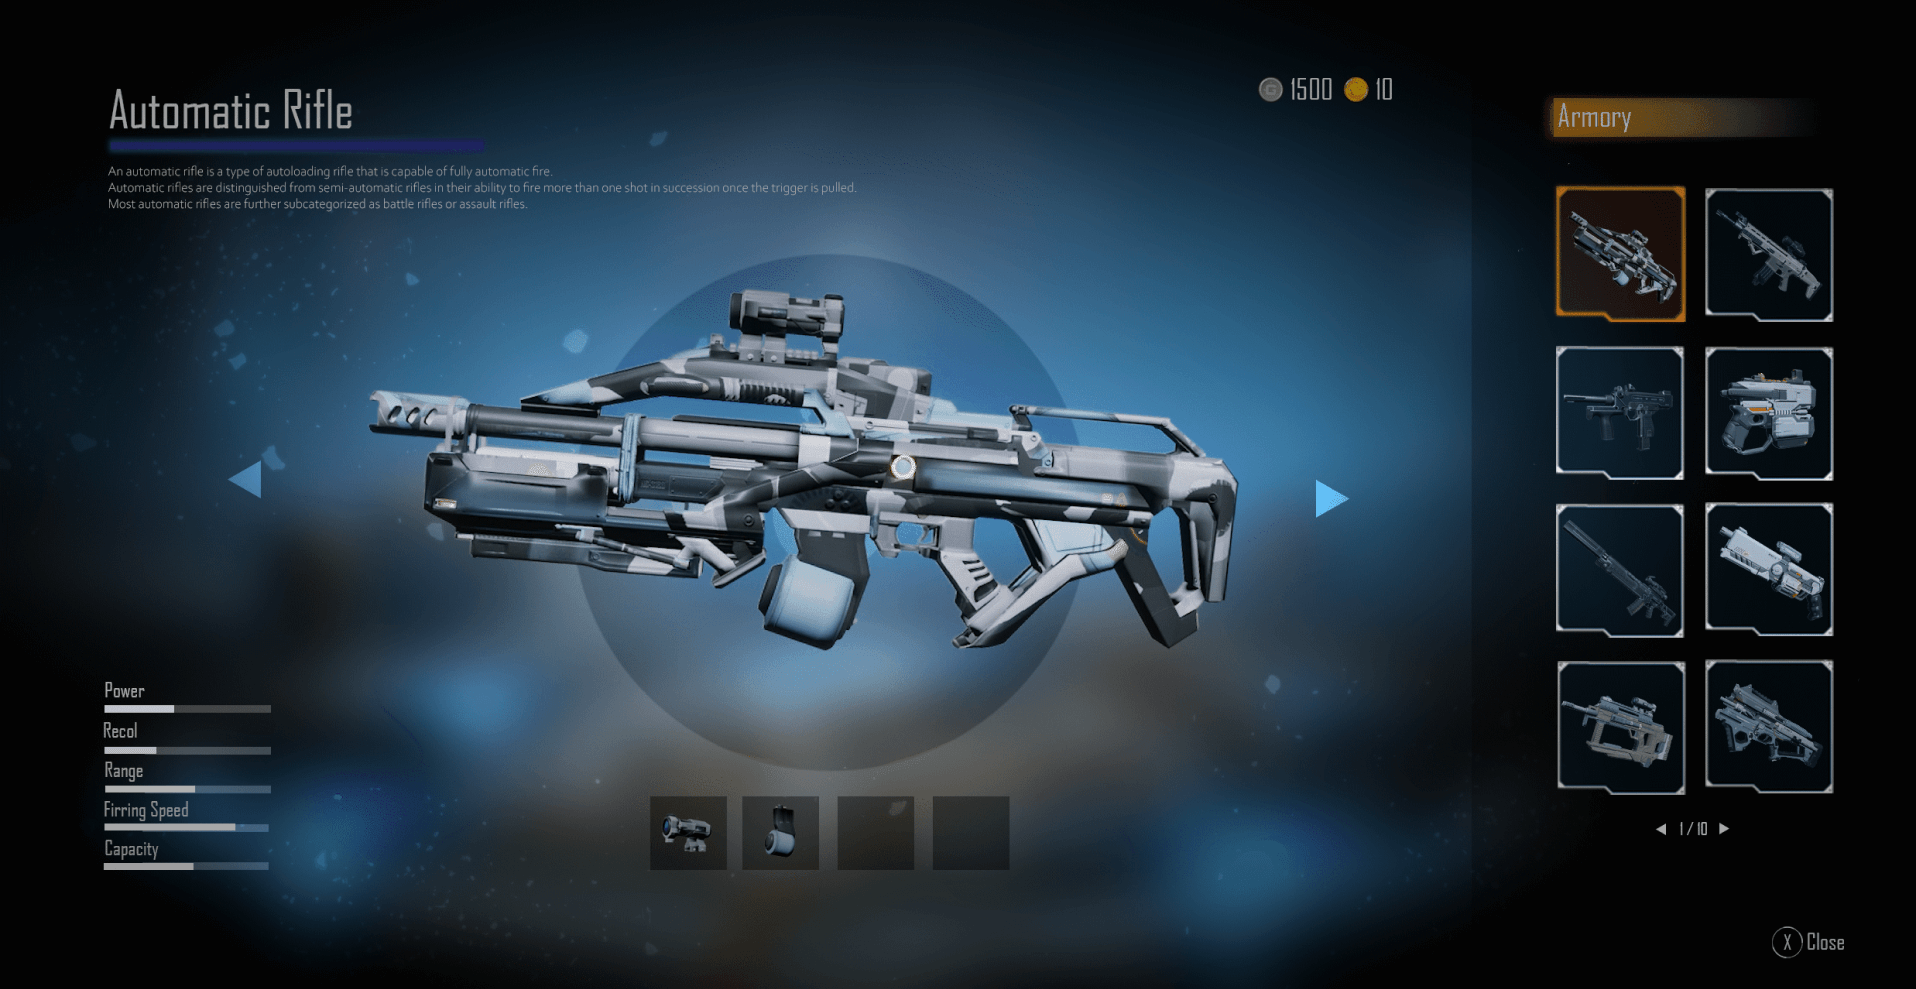 1500 10
Automatic Rifle
Armory
An automatic rifle is a type of autoloading rifle that is capable of fully automatic fire.
Automatic rifles are distinguished from semi-automatic rifles in their ability to fire more than one shot in succession once the trigger is pulled.
Most automatic rifles are further subcategorized as battle rifles or assault rifles.
Power
Recol
Range
Firring Speed
Capacity
1 / 10
X Close